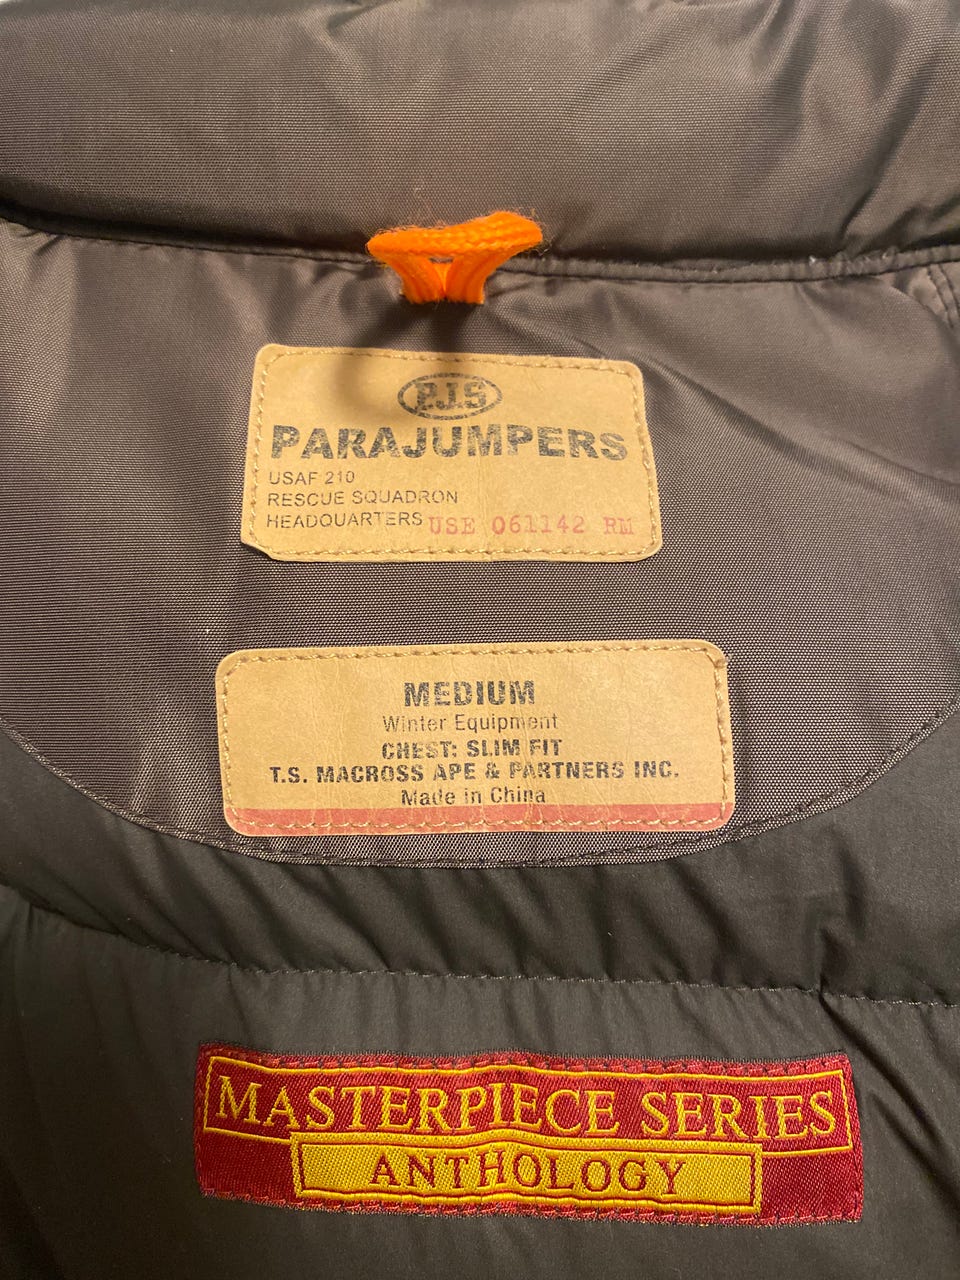 P.J.S
PARAJUMPERS
USAF 210
RESCUE SQUADRON
HEADQUARTERS USE 061142 RM
MEDIUM
Winter Equipment
CHEST: SLIM FIT
T.S. MACROSS APE & PARTNERS INC.
Made in China
MASTERPIECE SERIES
ANTHOLOGY